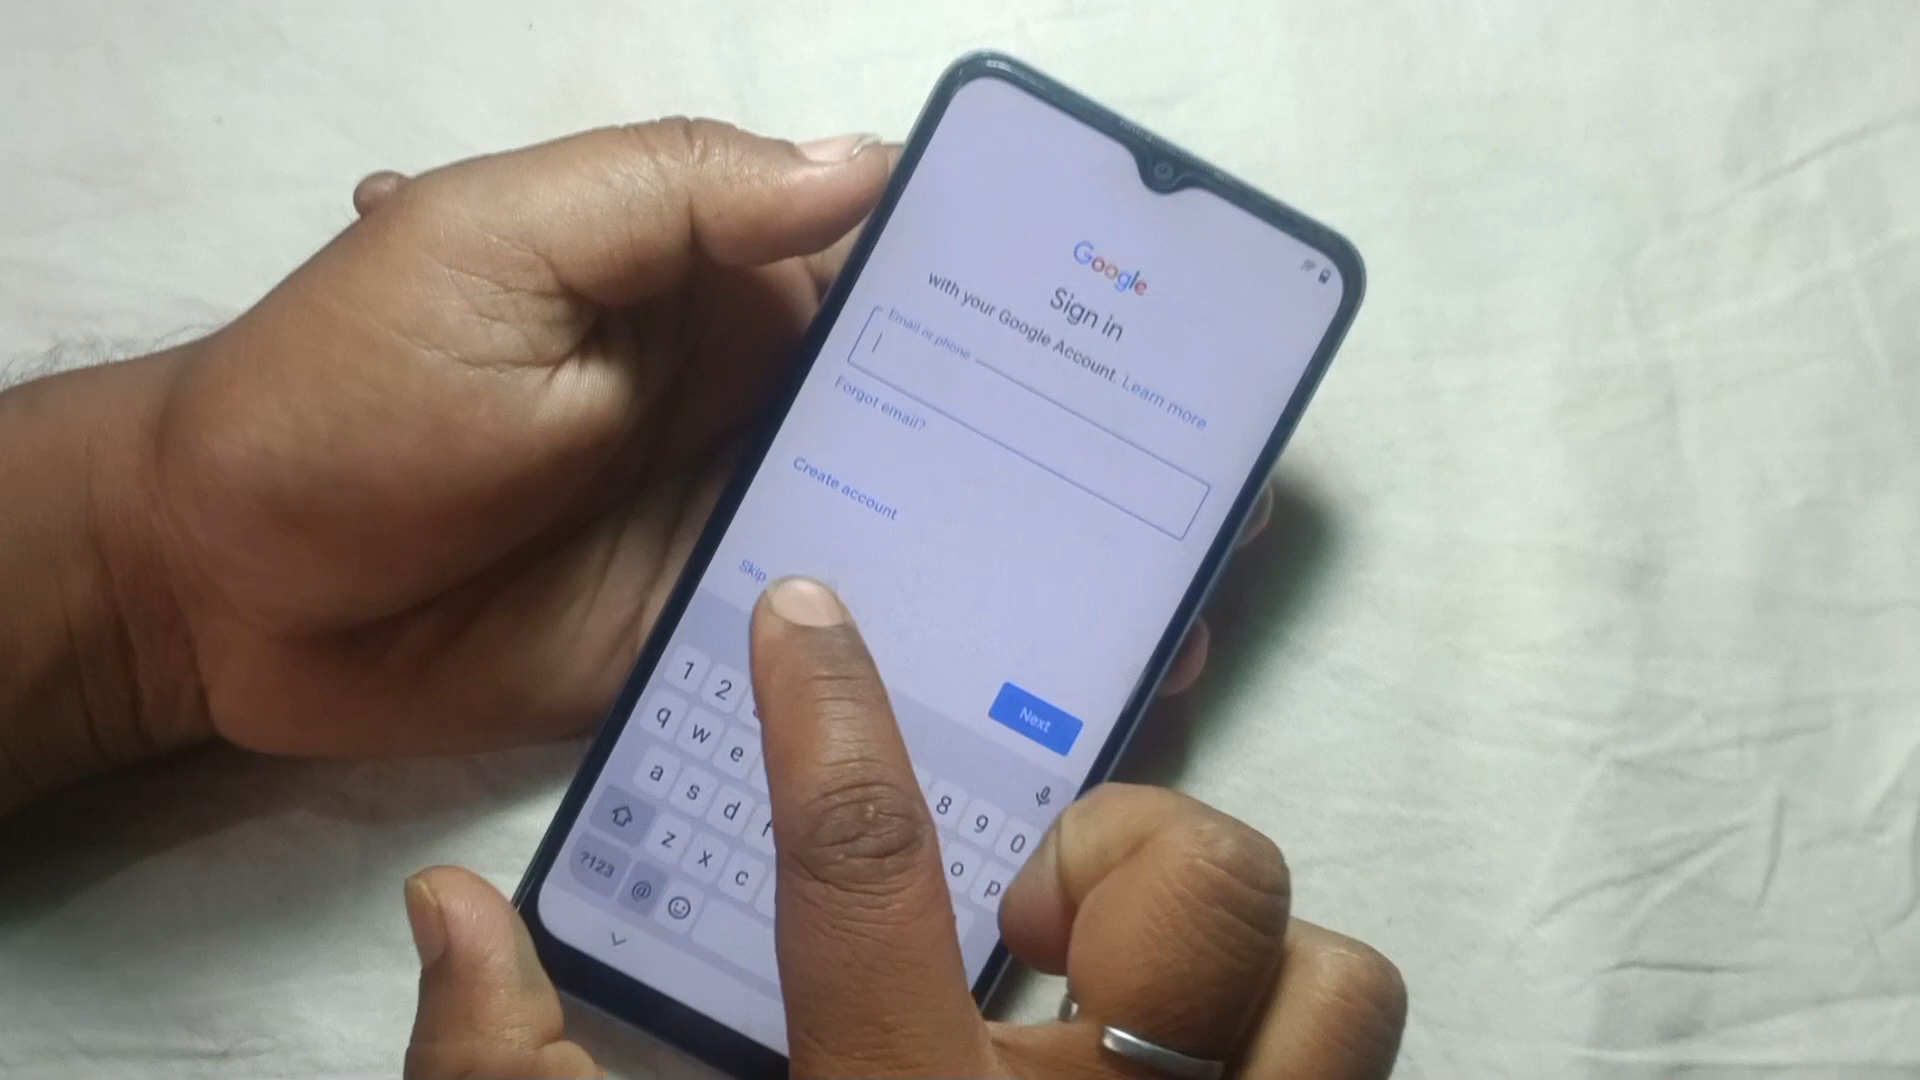 Google
Sign in
with your Google Account. Learn more
Email or phone
Forgot email?
Create account
Skip
Next
1 2 8 9 0
q w e o p
a s d f
z x c
?123 @